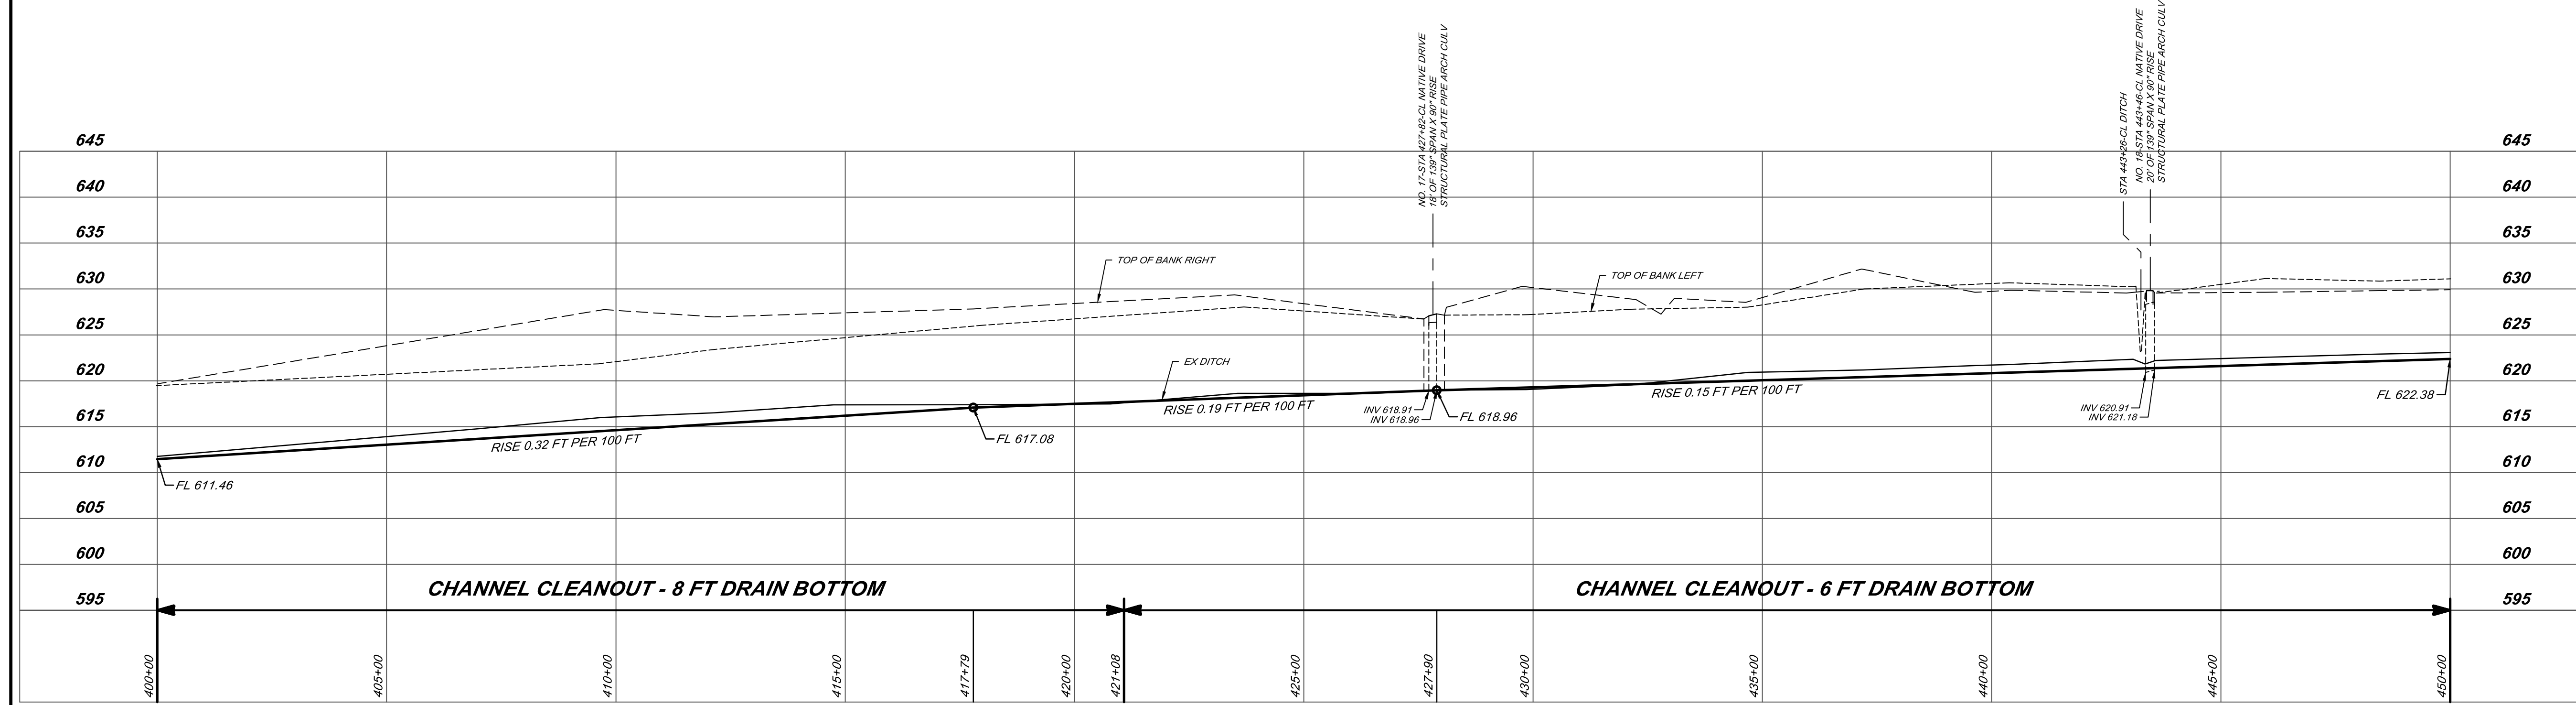 NO. 17-STA 427+82-CL NATIVE DRIVE
18' OF 139" SPAN X 90" RISE
STRUCTURAL PLATE PIPE ARCH CULV
STA 443+26-CL DITCH
NO. 18-STA 443+46-CL NATIVE DRIVE
20' OF 139" SPAN X 90" RISE
STRUCTURAL PLATE PIPE ARCH CULV
645
645
640
640
635
635
TOP OF BANK RIGHT
630
TOP OF BANK LEFT
630
625
625
EX DITCH
620
620
RISE 0.15 FT PER 100 FT
FL 622.38
RISE 0.19 FT PER 100 FT
INV 618.91
INV 618.96
FL 618.96
INV 620.91
INV 621.18
615
615
FL 617.08
RISE 0.32 FT PER 100 FT
610
610
FL 611.46
605
605
600
600
CHANNEL CLEANOUT - 8 FT DRAIN BOTTOM
CHANNEL CLEANOUT - 6 FT DRAIN BOTTOM
595
595
400+00
405+00
410+00
415+00
417+79
420+00
421+08
425+00
427+90
430+00
435+00
440+00
445+00
450+00